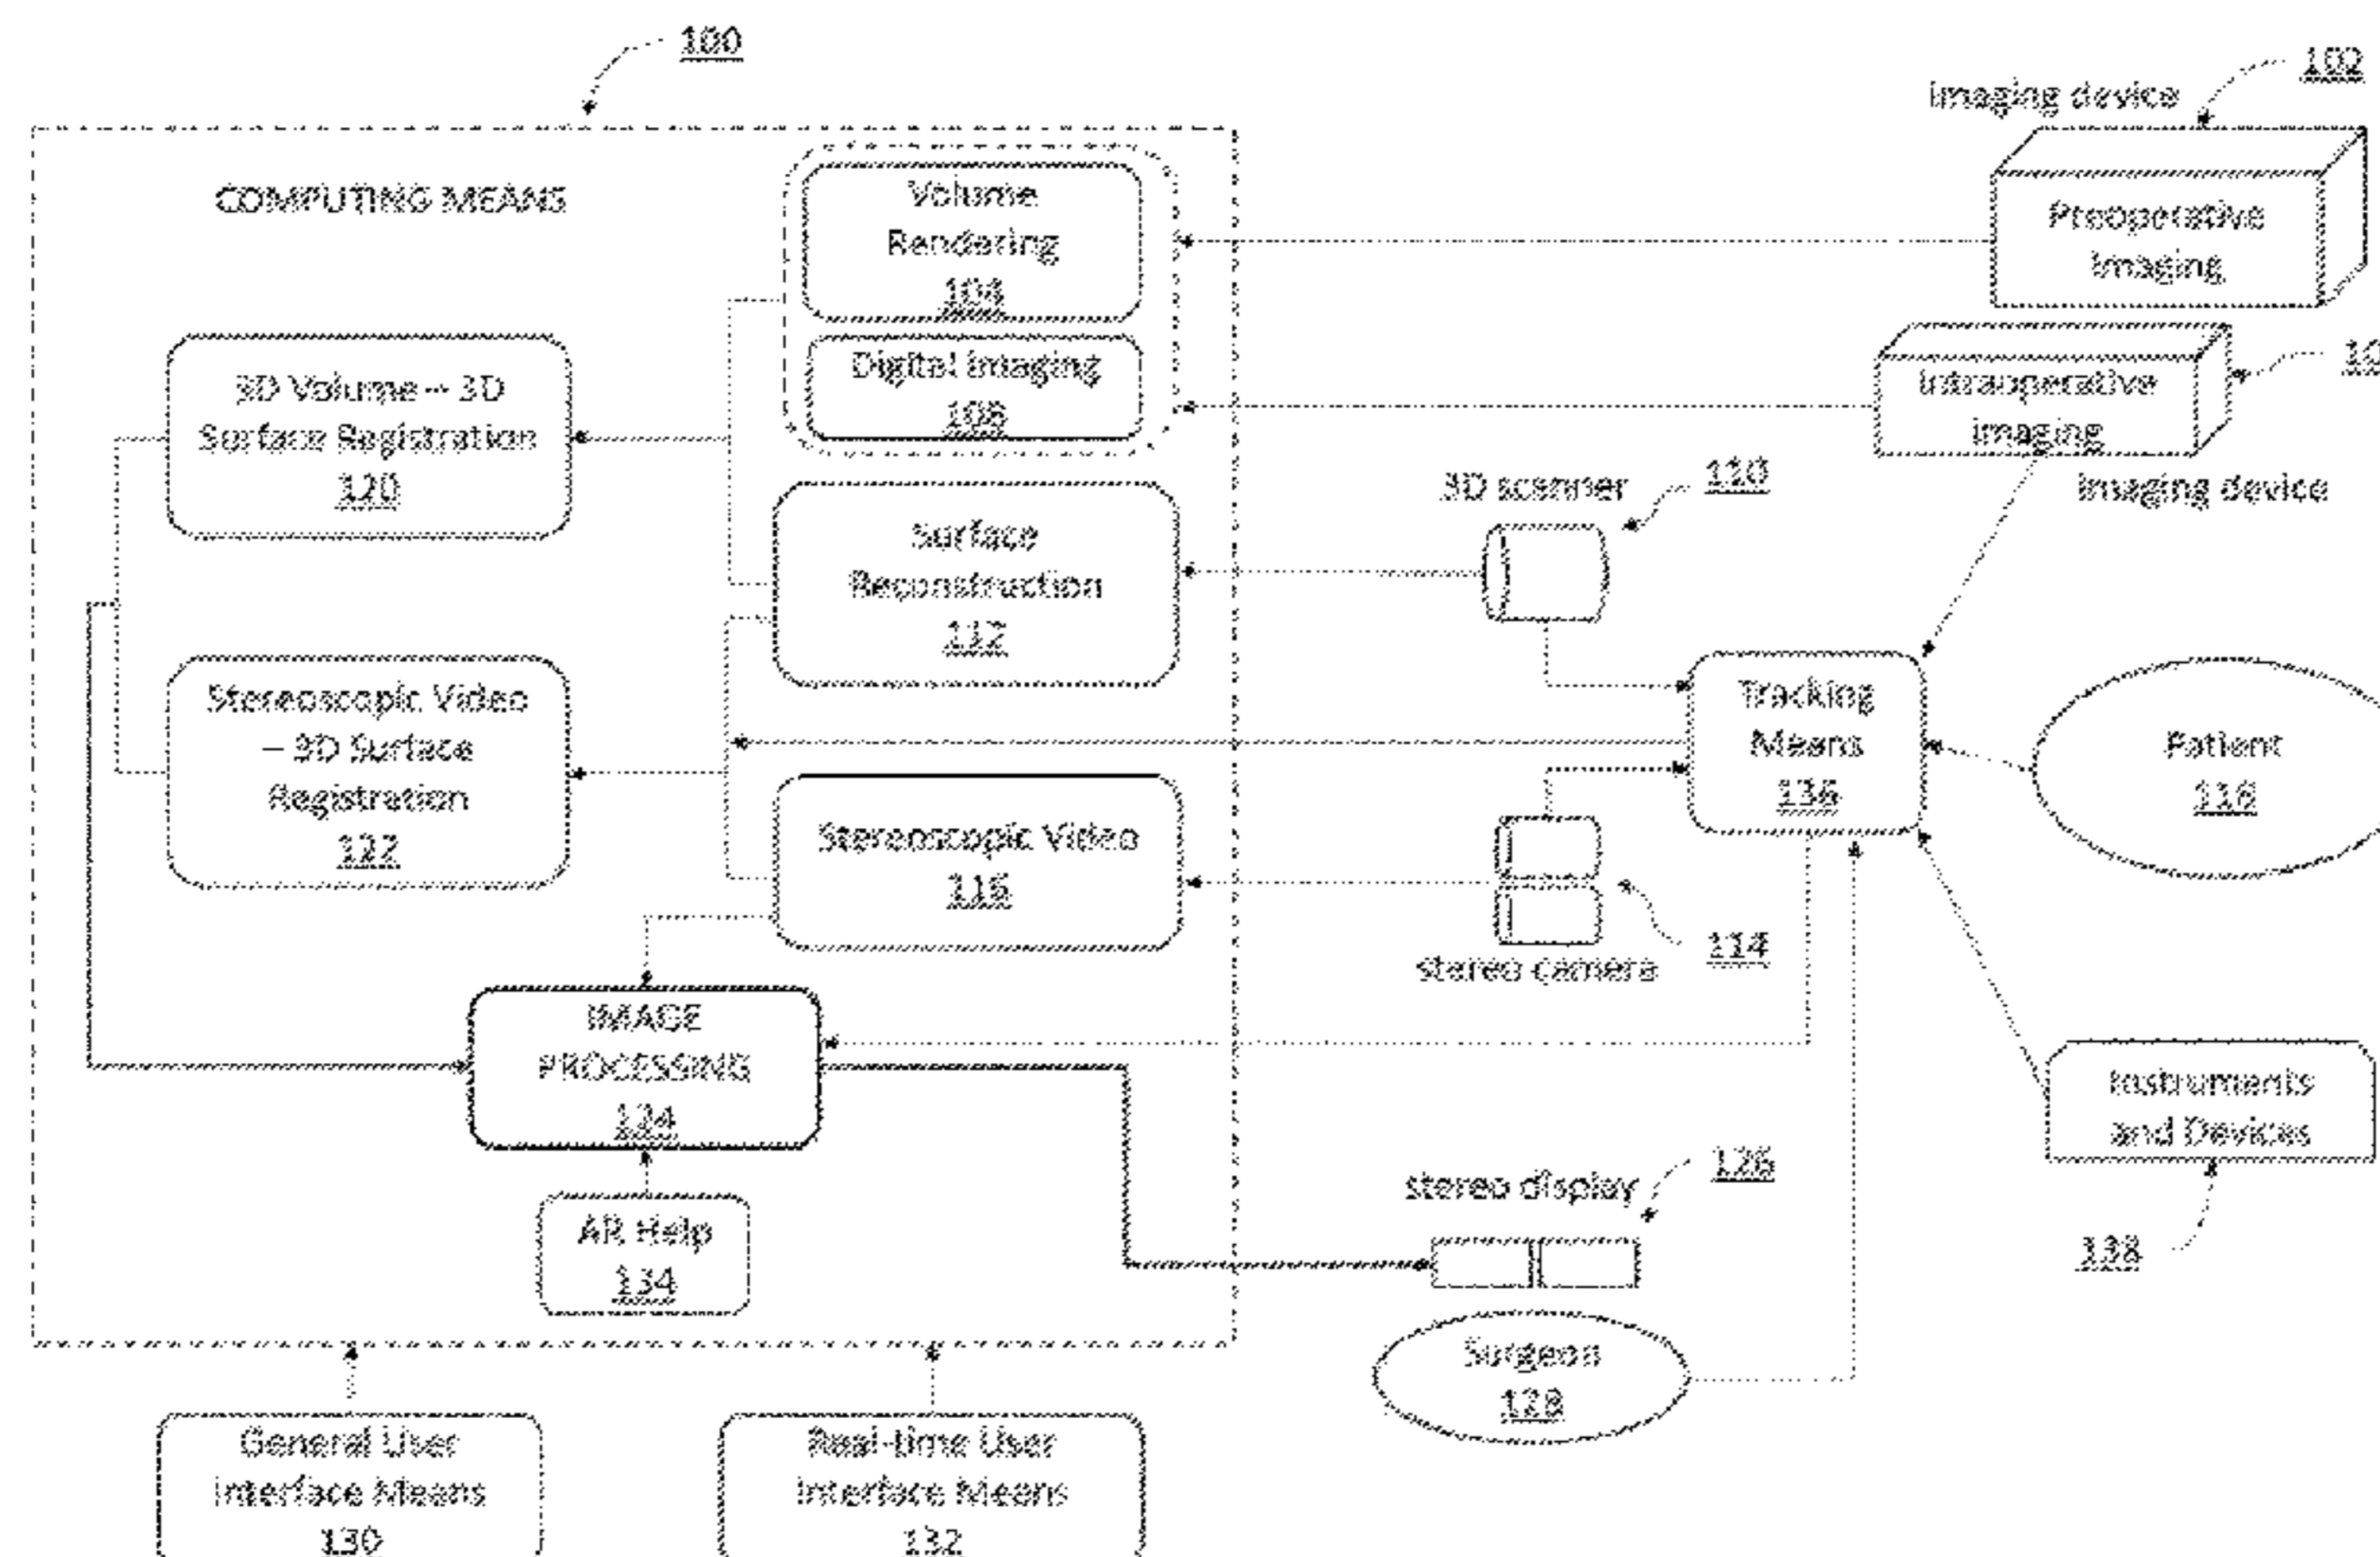 100
102
imaging device
COMPUTING MEANS
Volume
Rendering
104
Preoperative
Imaging
Digital Imaging
108
10
Intraoperative
imaging
imaging device
3D Volume – 3D
Surface Registration
120
3D scanner
110
Surface
Reconstruction
112
Stereoscopic Video
– 3D Surface
Registration
122
Tracking
Means
136
Patient
118
Stereoscopic Video
116
114
stereo camera
IMAGE
PROCESSING
124
Instruments
and Devices
138
AR Help
134
stereo display
126
Surgeon
128
General User
Interface Means
130
Real-time User
Interface Means
132